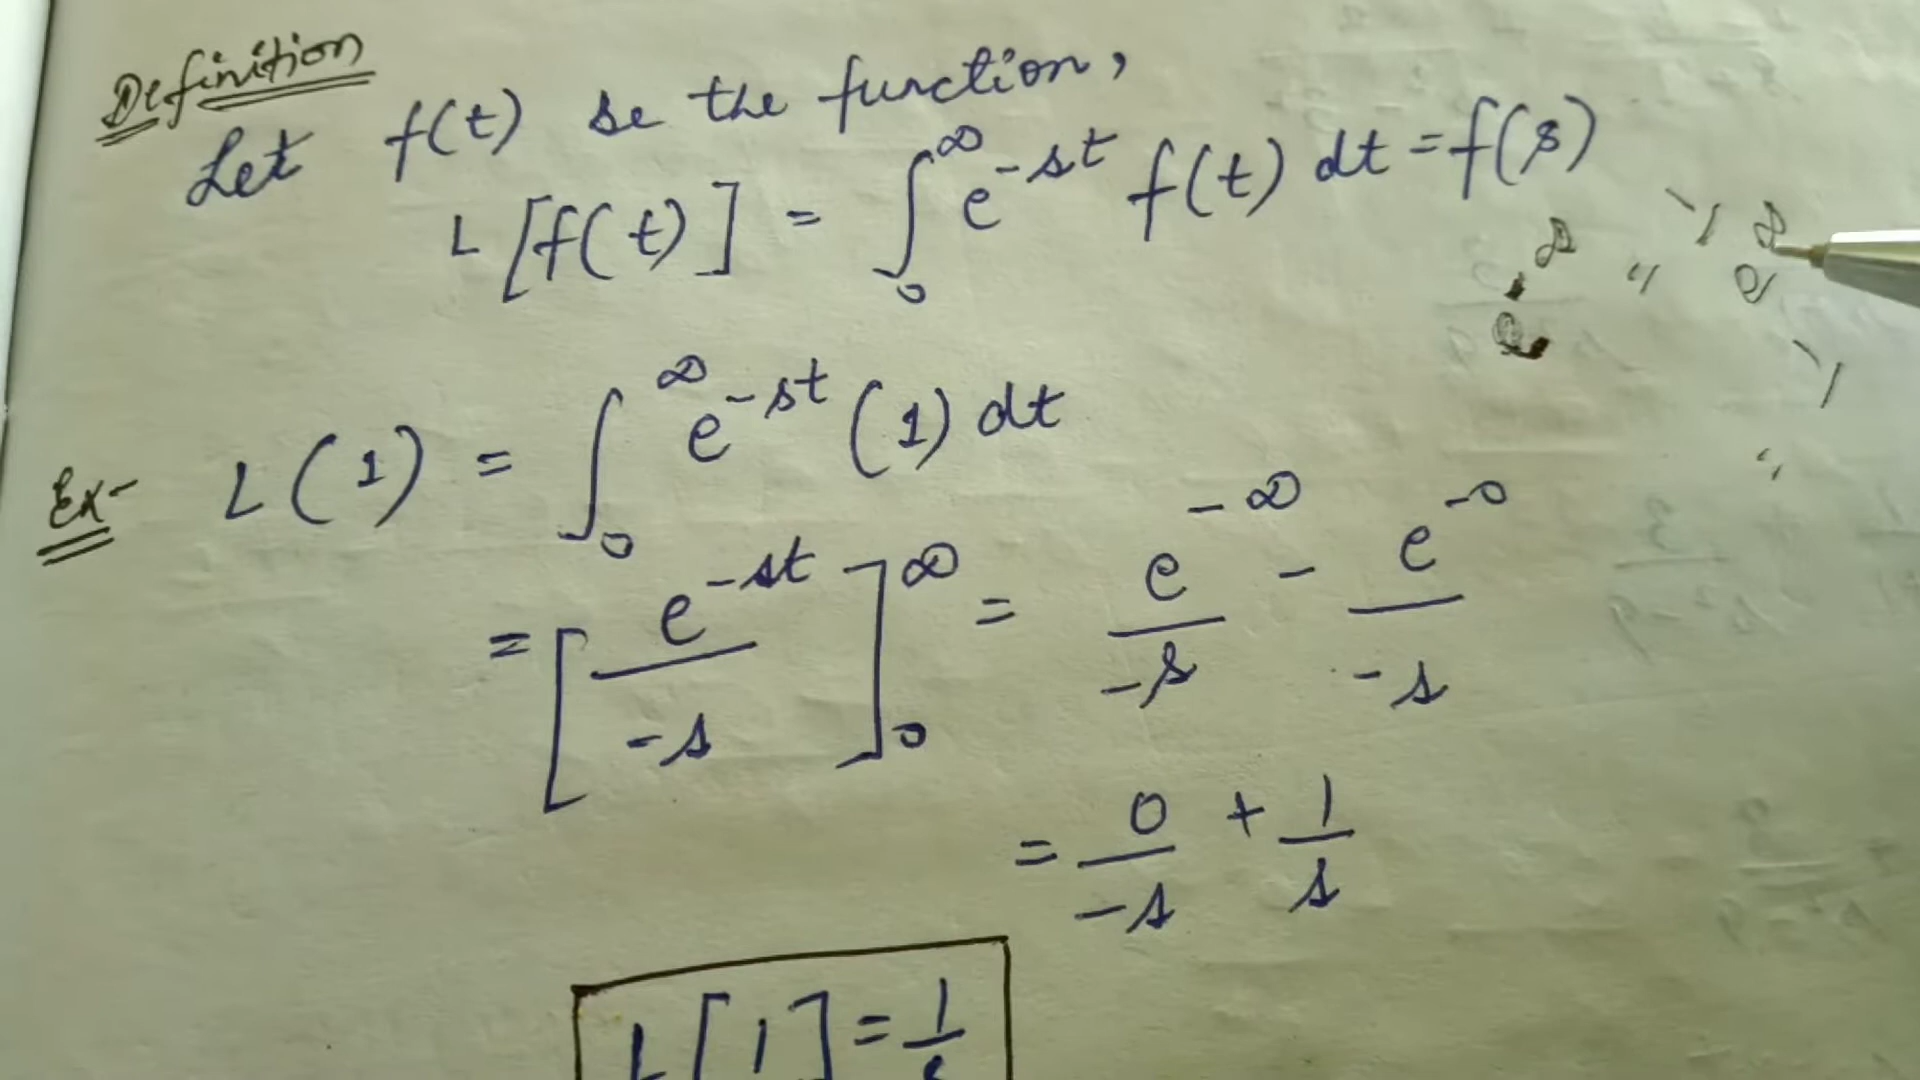 Definition
Let f(t) be the function,
L[f(t)] = ∫₀^∞ e^{-st} f(t) dt = f(s)
Ex- L(1) = ∫₀^∞ e^{-st} (1) dt
= [e^{-st}/-s]₀^∞ = e^{-∞}/-s - e^{-0}/-s
= 0/-s + 1/s
L[1] = 1/s